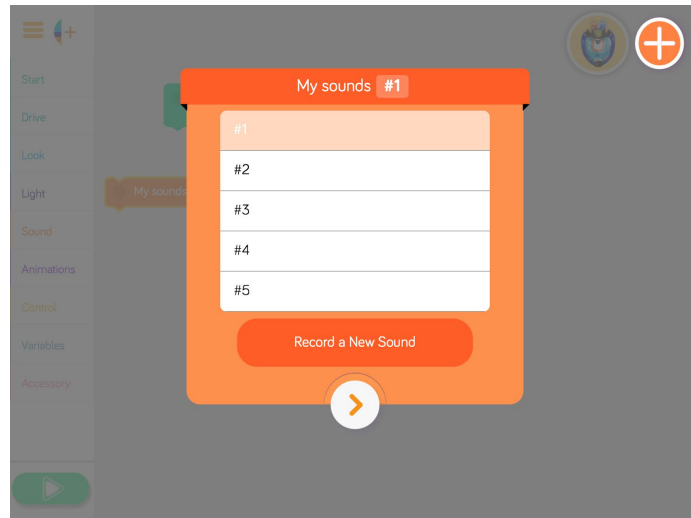 Start
Drive
Look
Light
Sound
Animations
Control
Variables
Accessory
My sounds
My sounds #1
#1
#2
#3
#4
#5
Record a New Sound